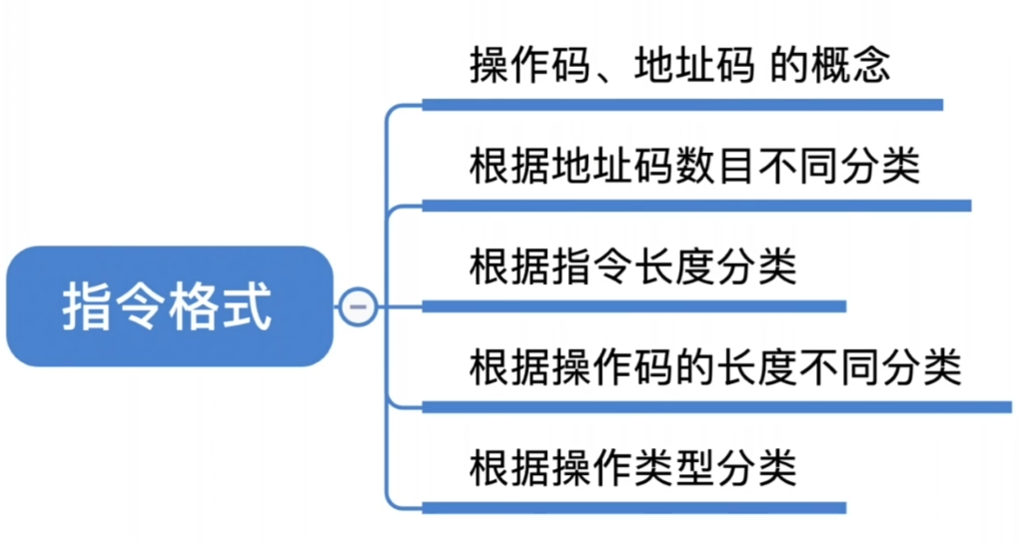 操作码、地址码 的概念
根据地址码数目不同分类
指令格式
根据指令长度分类
根据操作码的长度不同分类
根据操作类型分类